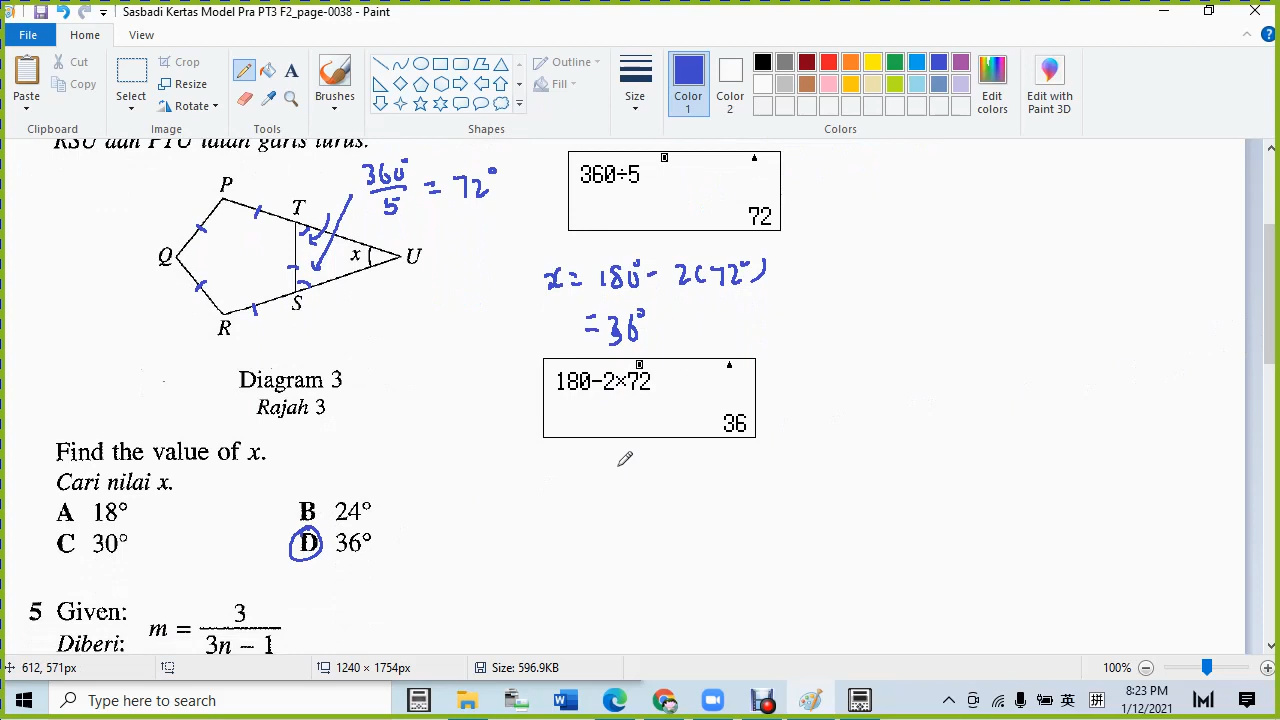 Sasbadi Kertas Model Pra PT3 F2_page-0038 - Paint
File Home View
Paste Cut Copy
Select Crop Resize Rotate
Brushes
Size
Outline Fill
Color 1
Color 2
Edit colors
Edit with Paint 3D
Clipboard Image Tools Shapes Colors
RSU dan PTU ialah garis lurus.
P T Q x U S R
360°/5 = 72°
360÷5
72
x = 180° - 2(72°)
= 36°
180-2×72
36
Diagram 3
Rajah 3
Find the value of x.
Cari nilai x.
A 18° B 24°
C 30° D 36°
5 Given: m = 3/(3n – 1)
Diberi:
612, 571px 1240 × 1754px Size: 596.9KB 100%
Type here to search
英 拼 8:23 PM
1/12/2021